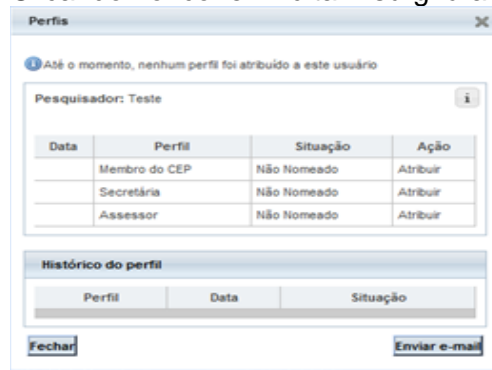 Perfis
Até o momento, nenhum perfil foi atribuído a este usuário
Pesquisador: Teste
Data Perfil Situação Ação
Membro do CEP Não Nomeado Atribuir
Secretária Não Nomeado Atribuir
Assessor Não Nomeado Atribuir
Histórico do perfil
Perfil Data Situação
Fechar Enviar e-mail